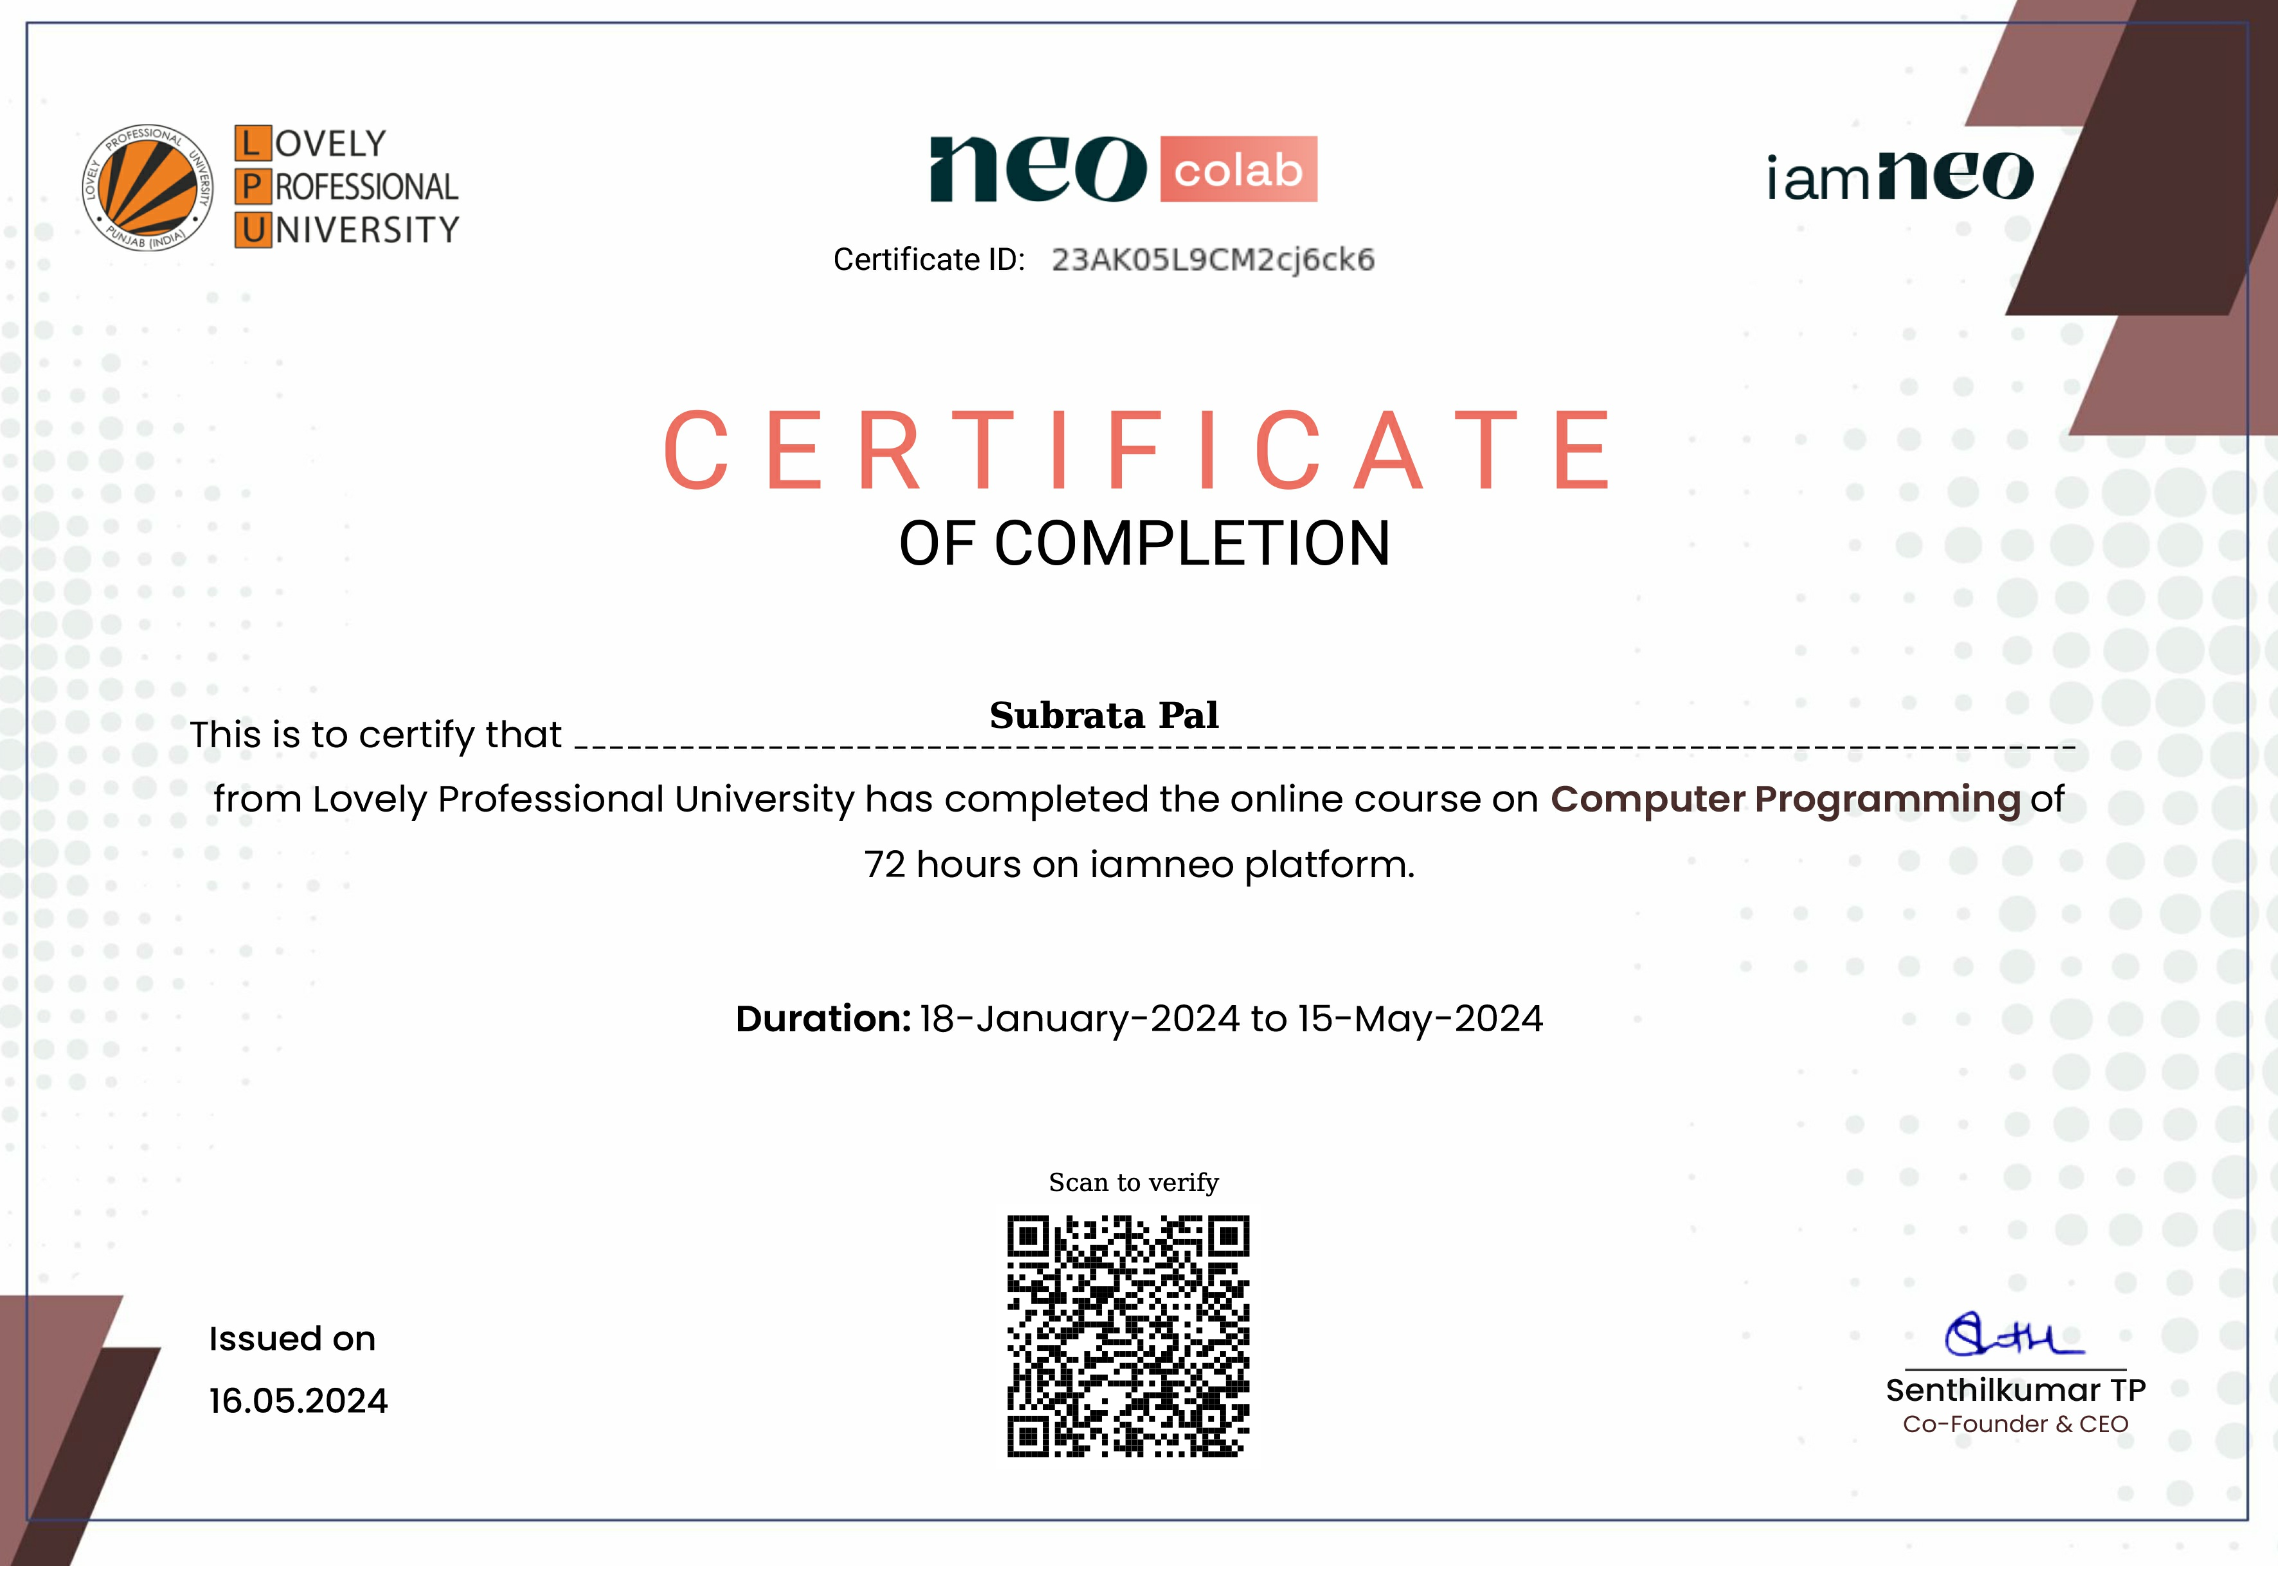 LOVELY PROFESSIONAL UNIVERSITY
PUNJAB (INDIA)
LOVELY
PROFESSIONAL
UNIVERSITY
neo colab
iamneo
Certificate ID: 23AK05L9CM2cj6ck6
CERTIFICATE
OF COMPLETION
This is to certify that Subrata Pal
from Lovely Professional University has completed the online course on Computer Programming of
72 hours on iamneo platform.
Duration: 18-January-2024 to 15-May-2024
Scan to verify
Issued on
16.05.2024
Senthilkumar TP
Co-Founder & CEO